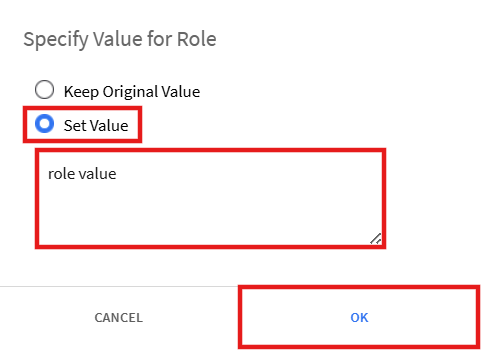 Specify Value for Role
Keep Original Value
Set Value
role value
CANCEL
OK